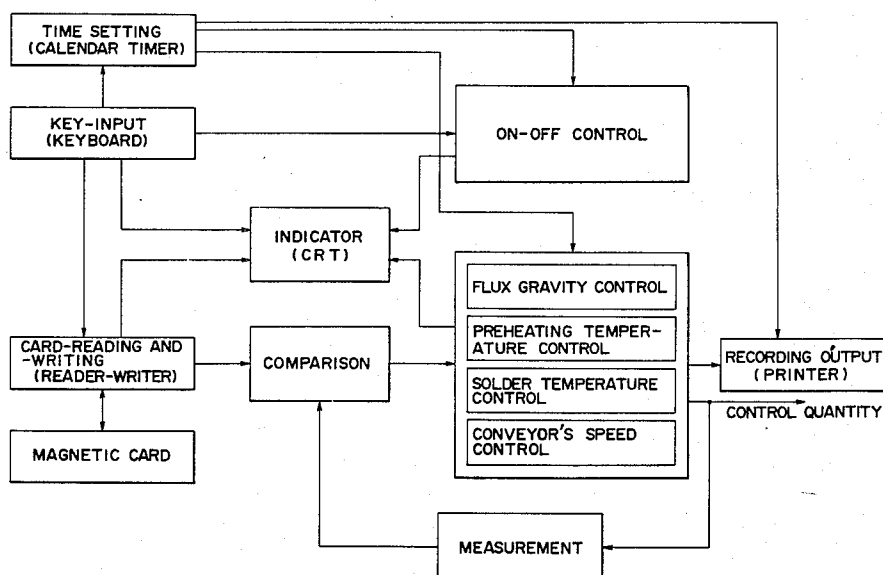 TIME SETTING
(CALENDAR TIMER)
KEY-INPUT
(KEYBOARD)
ON-OFF CONTROL
INDICATOR
(CRT)
FLUX GRAVITY CONTROL
PREHEATING TEMPER-
ATURE CONTROL
CARD-READING AND
-WRITING
(READER-WRITER)
COMPARISON
SOLDER TEMPERATURE
CONTROL
RECORDING OUTPUT
(PRINTER)
CONTROL QUANTITY
CONVEYOR'S SPEED
CONTROL
MAGNETIC CARD
MEASUREMENT